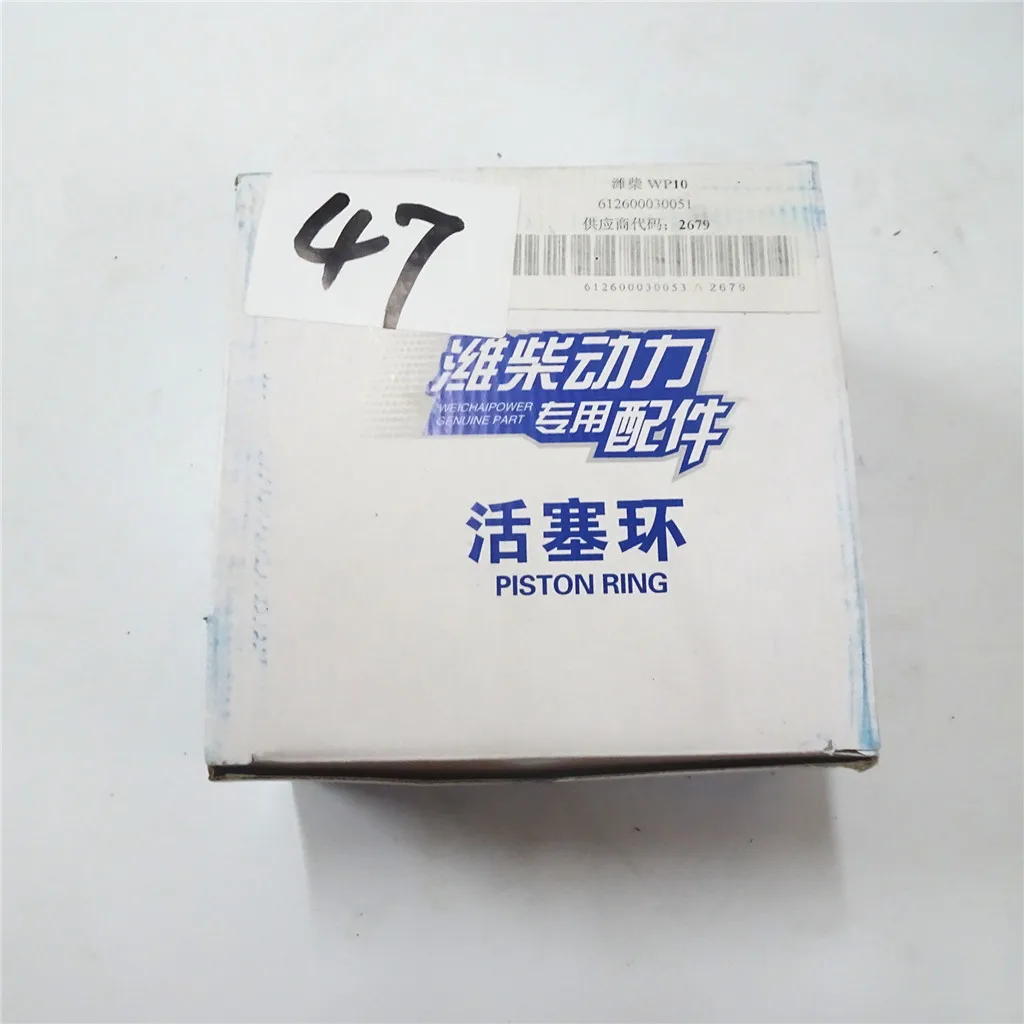 47
潍柴 WP10
612600030051
供应商代码：2679
612600030053 /\ 2679
潍柴动力
WEICHAIPOWER
GENUINE PART
专用配件
活塞环
PISTON RING